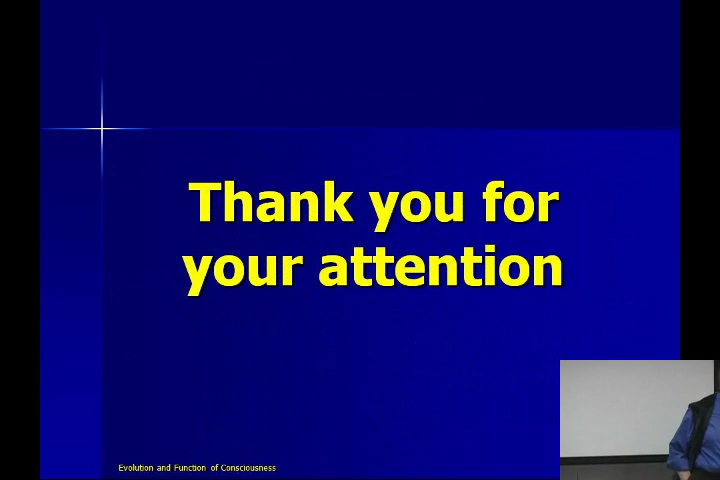 Thank you for
your attention
Evolution and Function of Consciousness